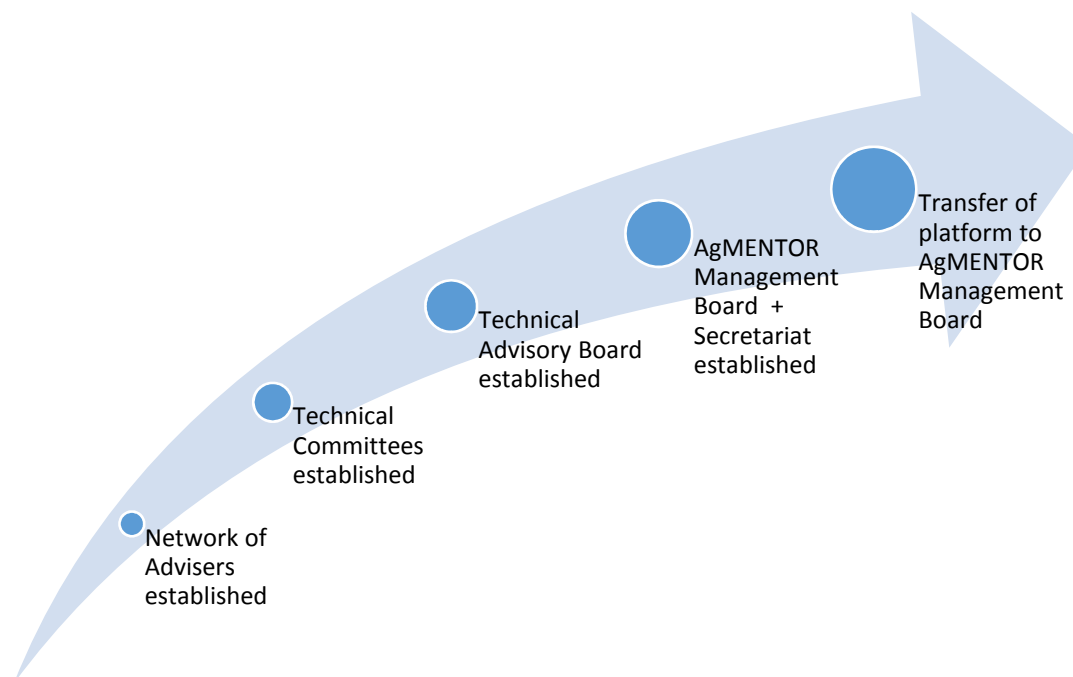 Network of
Advisers
established
Technical
Committees
established
Technical
Advisory Board
established
AgMENTOR
Management
Board +
Secretariat
established
Transfer of
platform to
AgMENTOR
Management
Board